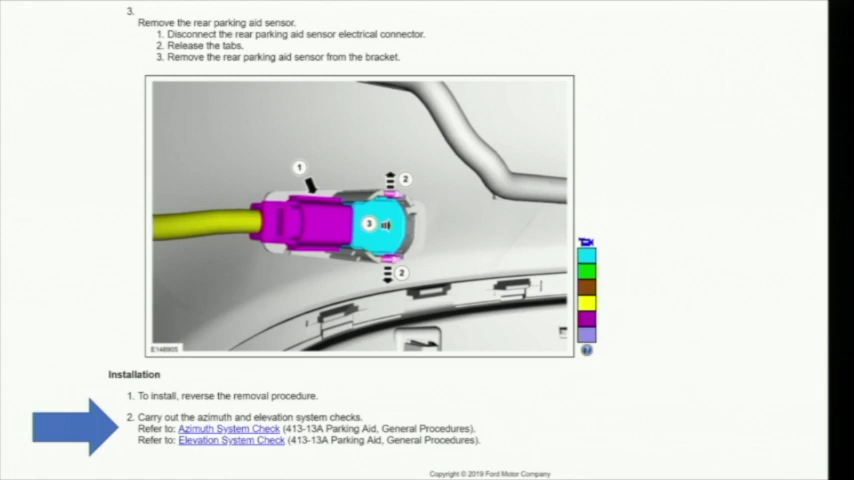 3.
Remove the rear parking aid sensor.
1. Disconnect the rear parking aid sensor electrical connector.
2. Release the tabs.
3. Remove the rear parking aid sensor from the bracket.
1
2
3
2
E148905
Installation
1. To install, reverse the removal procedure.
2. Carry out the azimuth and elevation system checks.
Refer to: Azimuth System Check (413-13A Parking Aid, General Procedures).
Refer to: Elevation System Check (413-13A Parking Aid, General Procedures).
Copyright © 2019 Ford Motor Company